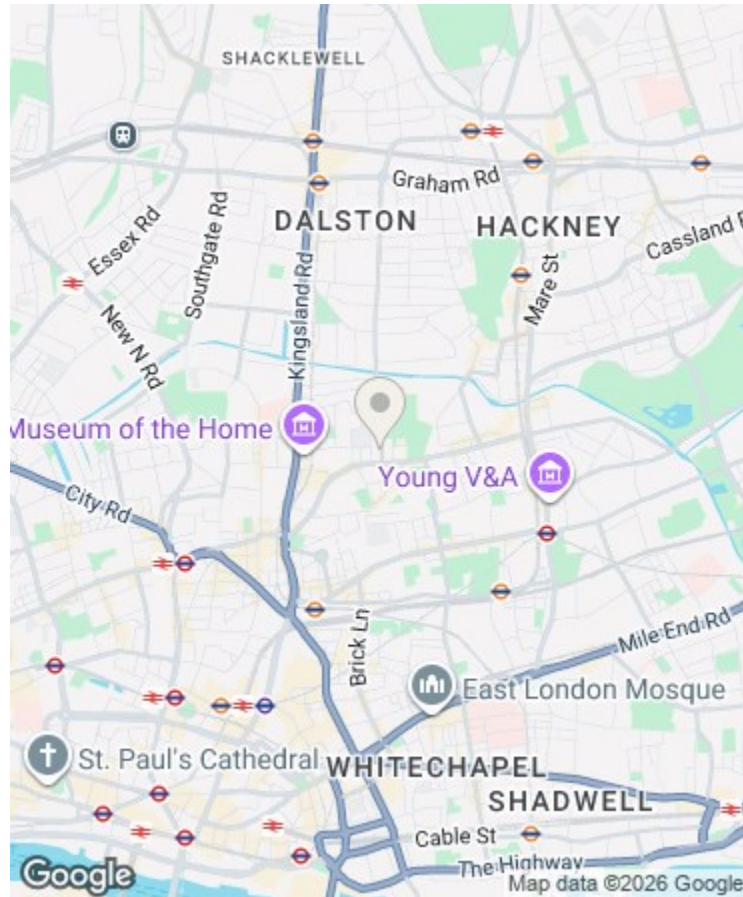 SHACKLEWELL
Graham Rd
DALSTON
HACKNEY
Essex Rd
Southgate Rd
Cassland
Kingsland Rd
Mare St
New N Rd
Museum of the Home
Young V&A
City Rd
Brick Ln
Mile End Rd
East London Mosque
St. Paul's Cathedral
WHITECHAPEL
SHADWELL
Cable St
The Highway
Google
Map data ©2026 Google